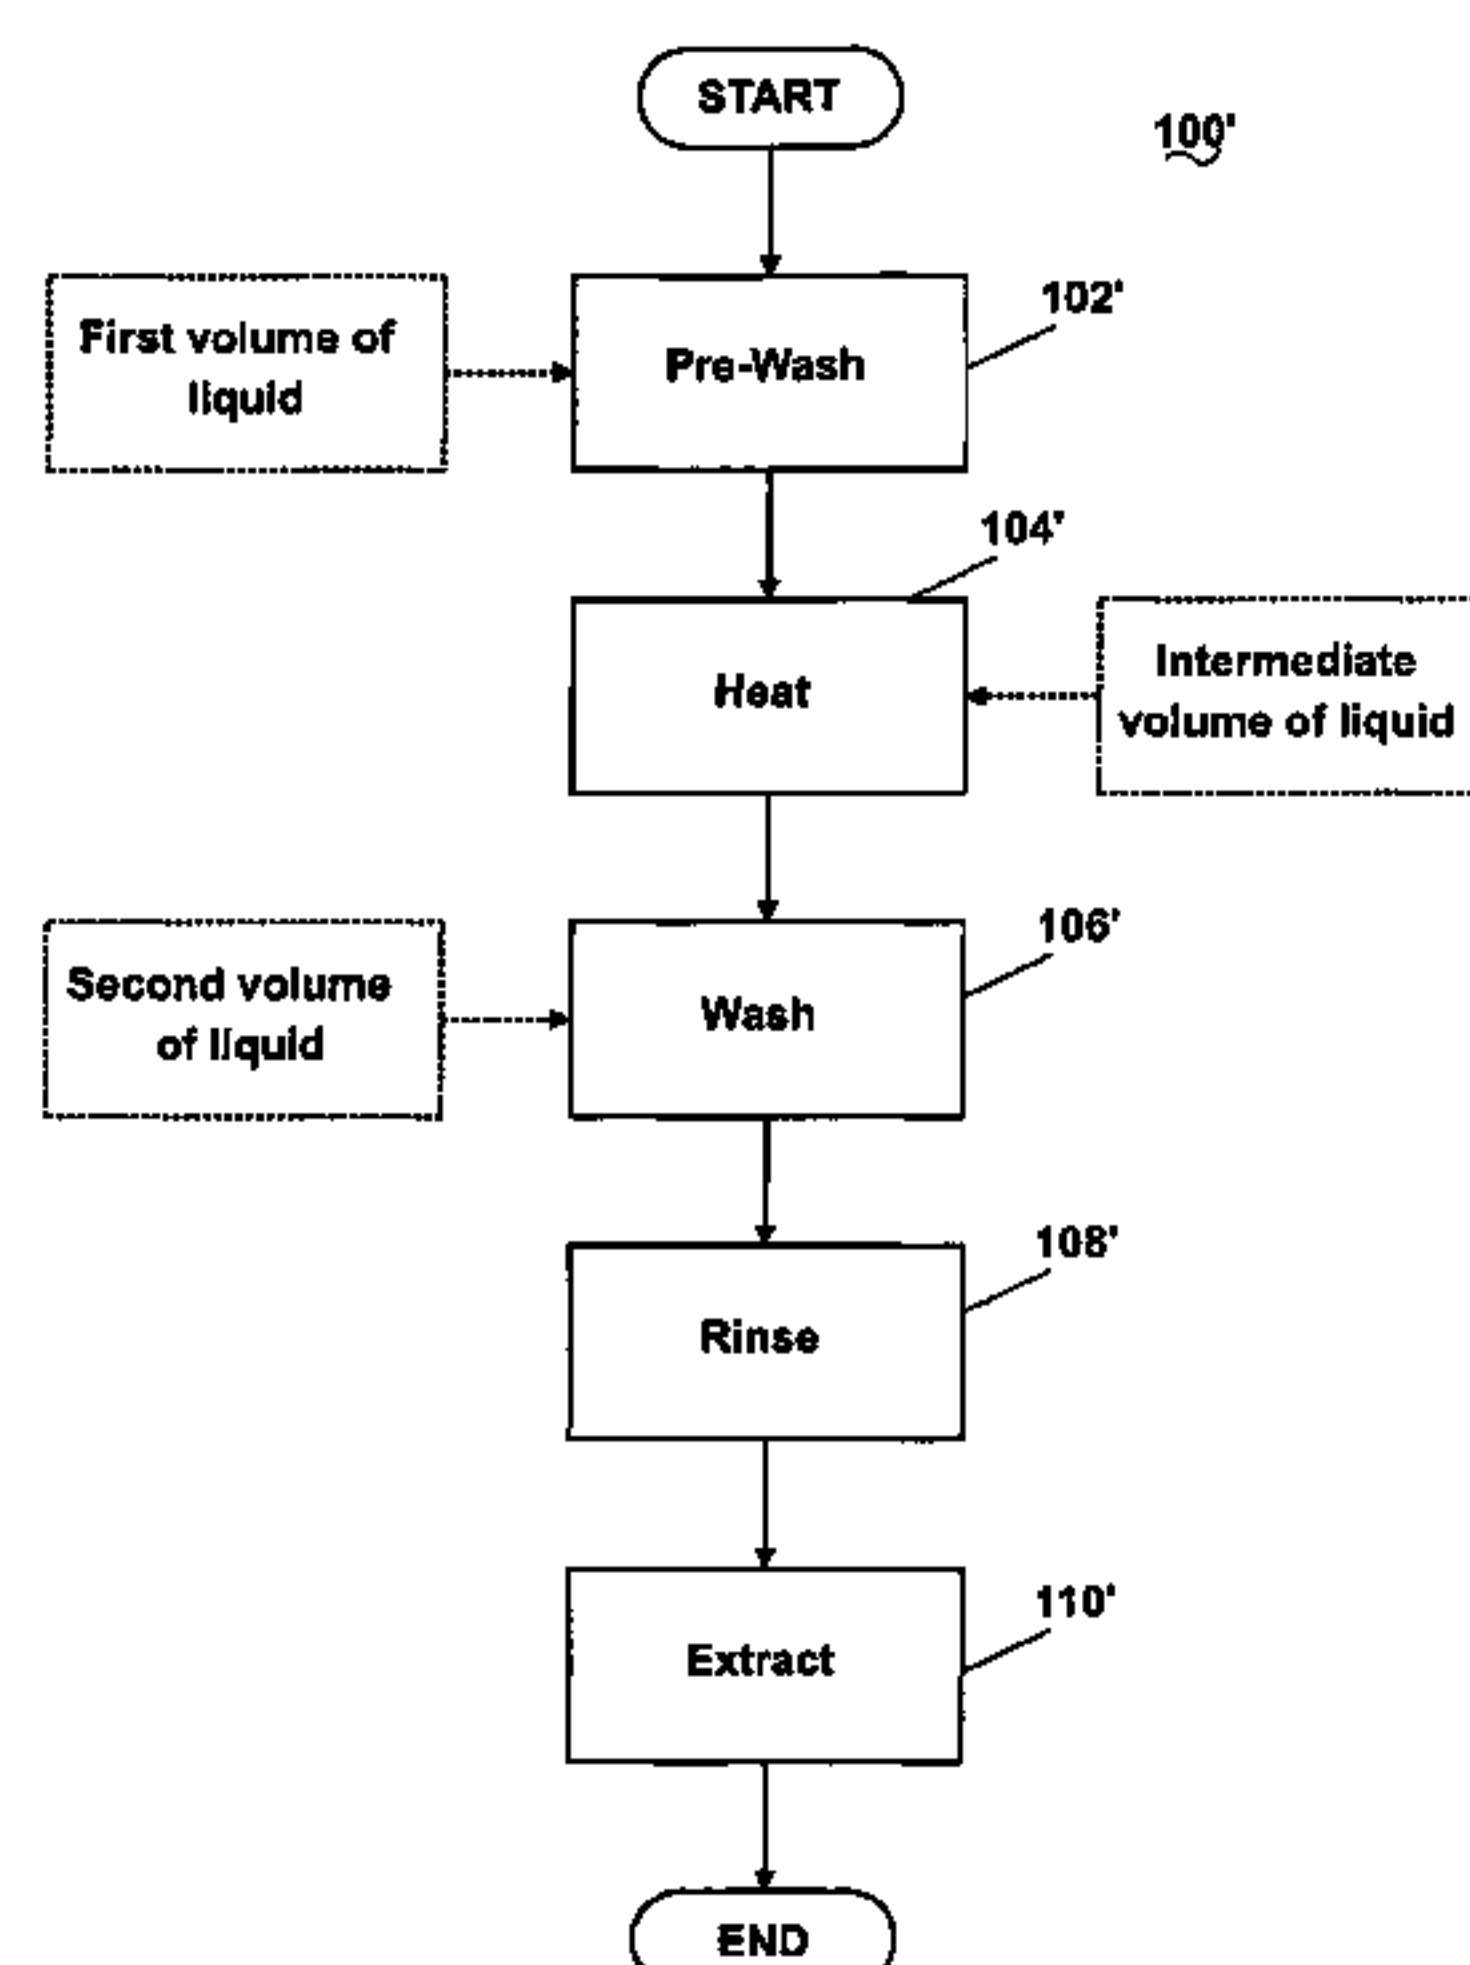 START
100'
102'
First volume of
liquid
Pre-Wash
104'
Intermediate
volume of liquid
Heat
106'
Second volume
of liquid
Wash
108'
Rinse
110'
Extract
END